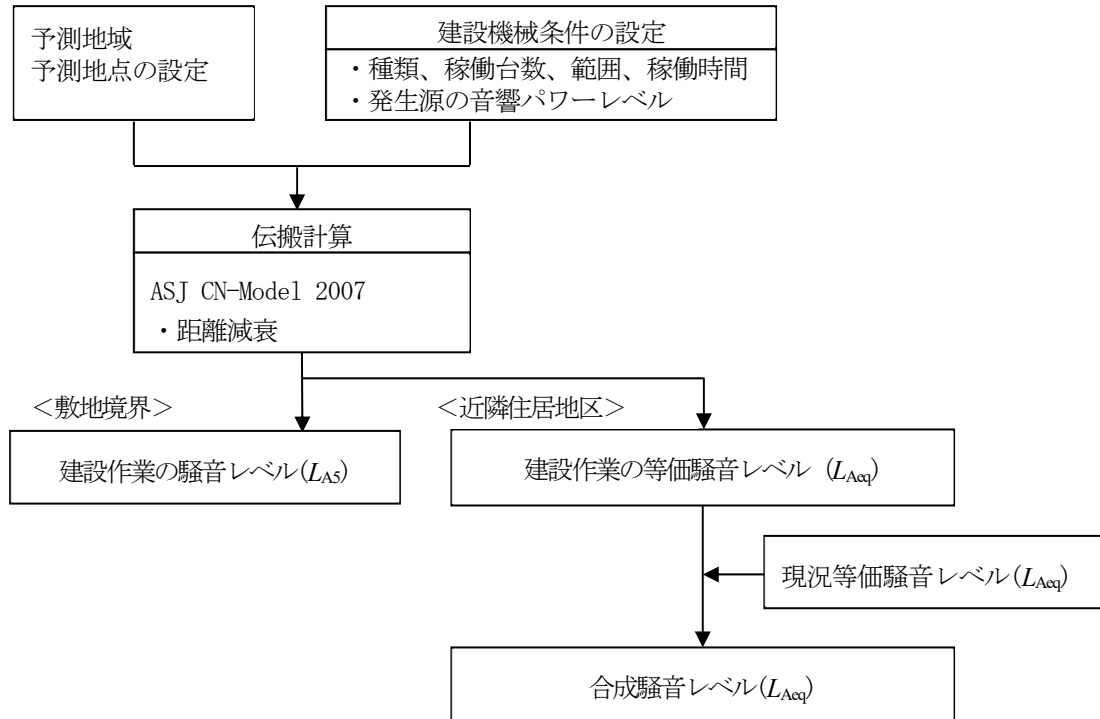 予測地域
予測地点の設定
建設機械条件の設定
・種類、稼働台数、範囲、稼働時間
・発生源の音響パワーレベル
伝搬計算
ASJ CN-Model 2007
・距離減衰
＜敷地境界＞
＜近隣住居地区＞
建設作業の騒音レベル(LA5)
建設作業の等価騒音レベル (LAeq)
現況等価騒音レベル(LAeq)
合成騒音レベル(LAeq)